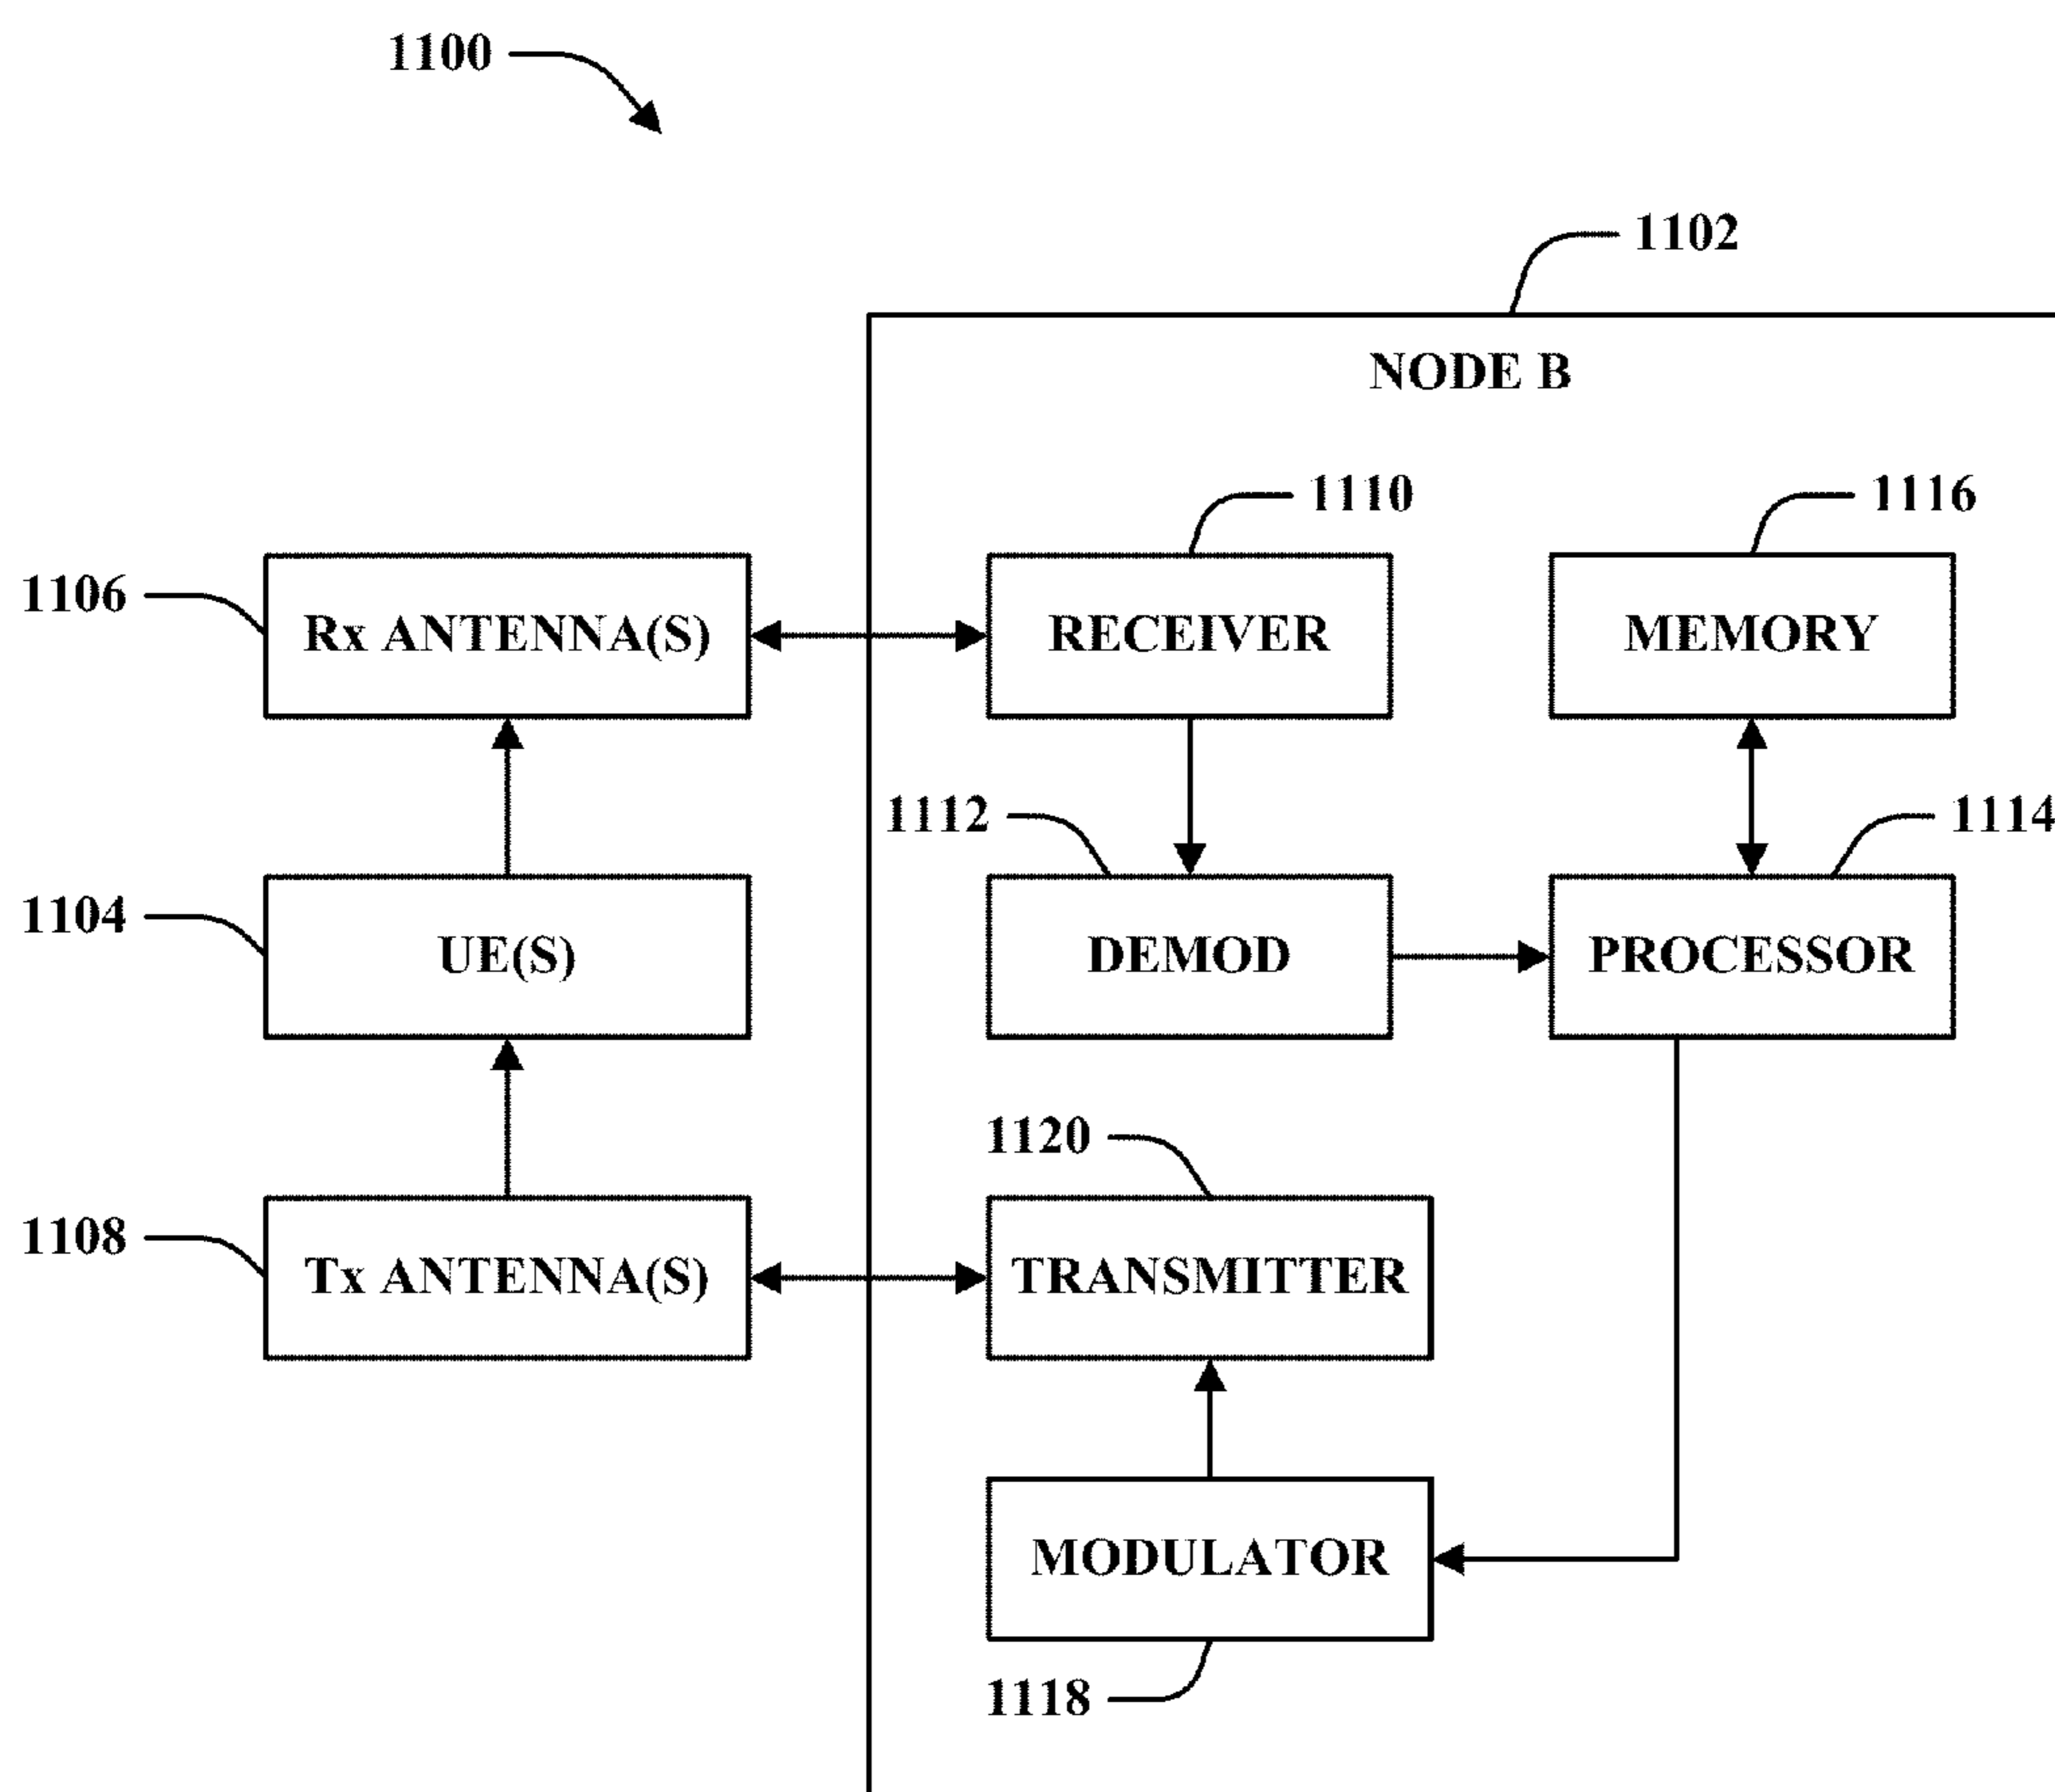 1100
1102
NODE B
1110
1116
1106
Rx ANTENNA(S)
RECEIVER
MEMORY
1112
1114
1104
UE(S)
DEMOD
PROCESSOR
1120
1108
Tx ANTENNA(S)
TRANSMITTER
MODULATOR
1118